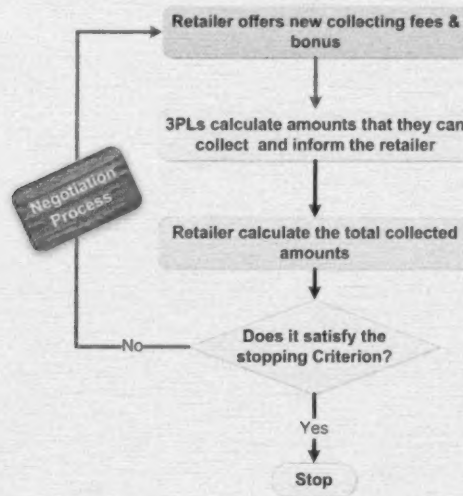 Retailer offers new collecting fees &
bonus
3PLs calculate amounts that they can
collect and inform the retailer
Negotiation
Process
Retailer calculate the total collected
amounts
Does it satisfy the
stopping Criterion?
No
Yes
Stop